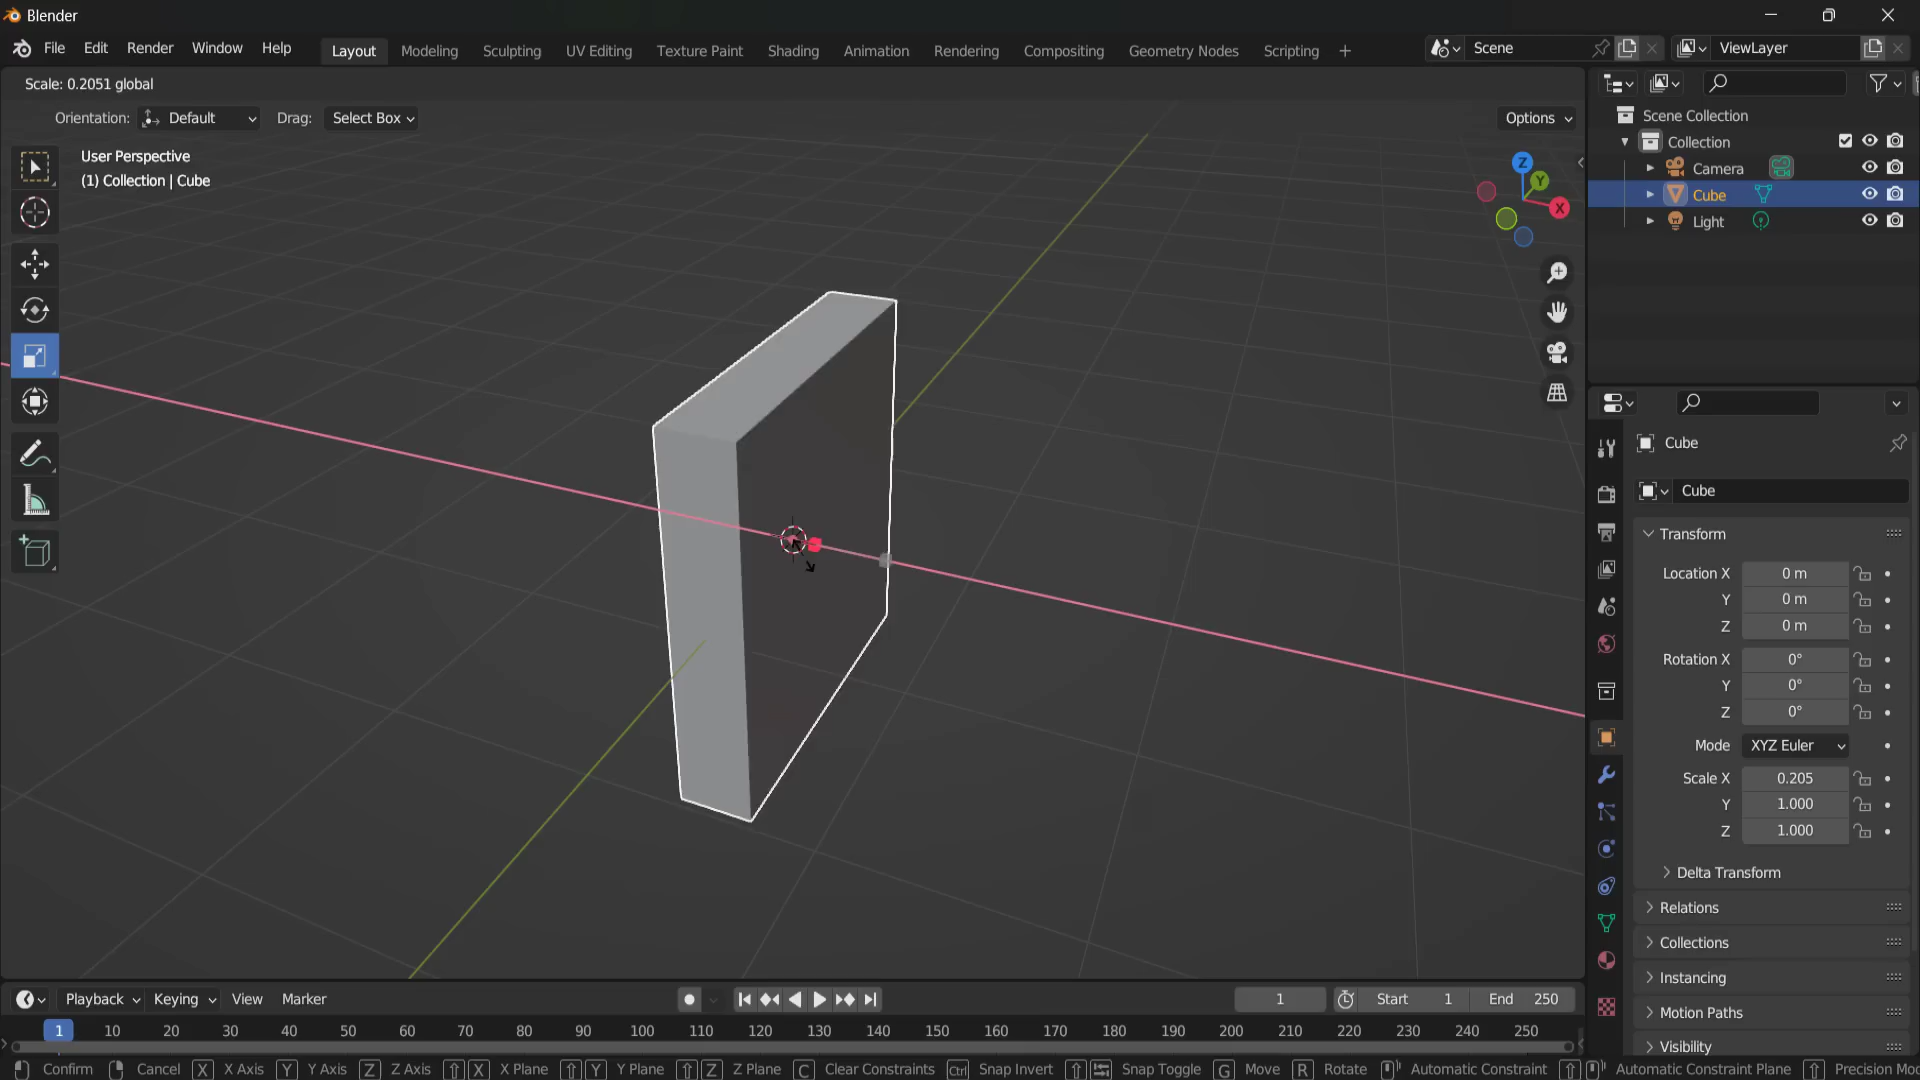 Blender
File Edit Render Window Help Layout Modeling Sculpting UV Editing Texture Paint Shading Animation Rendering Compositing Geometry Nodes Scripting + Scene ViewLayer
Scale: 0.2051 global
Orientation: Default Drag: Select Box Options
User Perspective
(1) Collection | Cube
Z
Y
X
Scene Collection
Collection
Camera
Cube
Light
Cube
Cube
Transform
Location X 0 m
Y 0 m
Z 0 m
Rotation X 0°
Y 0°
Z 0°
Mode XYZ Euler
Scale X 0.205
Y 1.000
Z 1.000
Delta Transform
Relations
Collections
Instancing
Motion Paths
Visibility
Playback Keying View Marker 1 Start 1 End 250
1 10 20 30 40 50 60 70 80 90 100 110 120 130 140 150 160 170 180 190 200 210 220 230 240 250
Confirm Cancel X X Axis Y Y Axis Z Z Axis X X Plane Y Y Plane Z Z Plane C Clear Constraints Ctrl Snap Invert Snap Toggle G Move R Rotate Automatic Constraint Automatic Constraint Plane Precision Mo